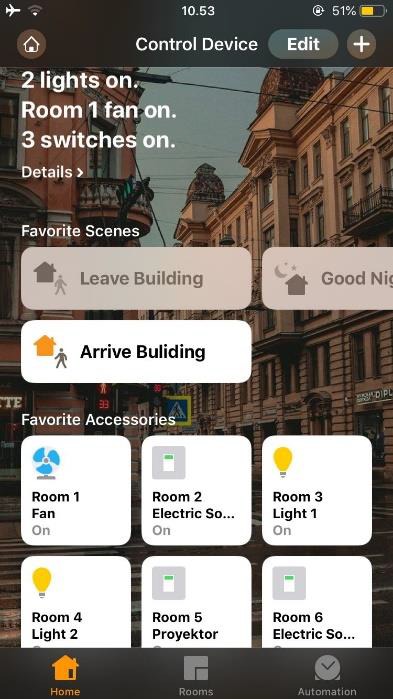 10.53
51%
Control Device
Edit
2 lights on.
Room 1 fan on.
3 switches on.
Details
Favorite Scenes
Leave Building
Good Nig
Arrive Buliding
33
TTE
Favorite Accessories
Room 1
Fan
On
Room 2
Electric So...
On
Room 3
Light 1
On
Room 4
Light 2
Room 5
Proyektor
Room 6
Electric So...
Home
Rooms
Automation